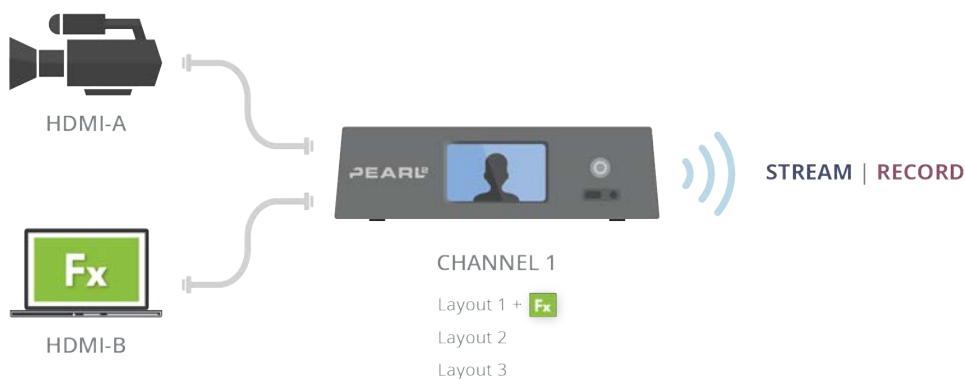 HDMI-A
PEARL2
STREAM | RECORD
Fx
HDMI-B
CHANNEL 1
Layout 1 + Fx
Layout 2
Layout 3